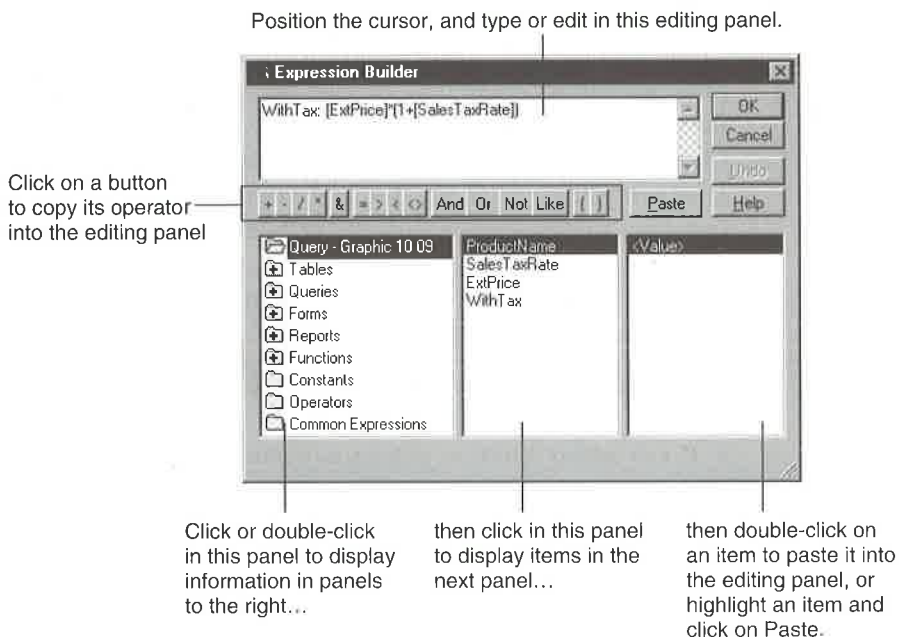 Position the cursor, and type or edit in this editing panel.
Expression Builder
WithTax: [ExtPrice]*(1+[SalesTaxRate])
OK
Cancel
Undo
Help
Click on a button
to copy its operator
into the editing panel
+ - / * & = > < <> And Or Not Like ( ) Paste
Query - Graphic 10 09
Tables
Queries
Forms
Reports
Functions
Constants
Operators
Common Expressions
ProductName
SalesTaxRate
ExtPrice
WithTax
<Value>
Click or double-click
in this panel to display
information in panels
to the right...
then click in this panel
to display items in the
next panel...
then double-click on
an item to paste it into
the editing panel, or
highlight an item and
click on Paste.